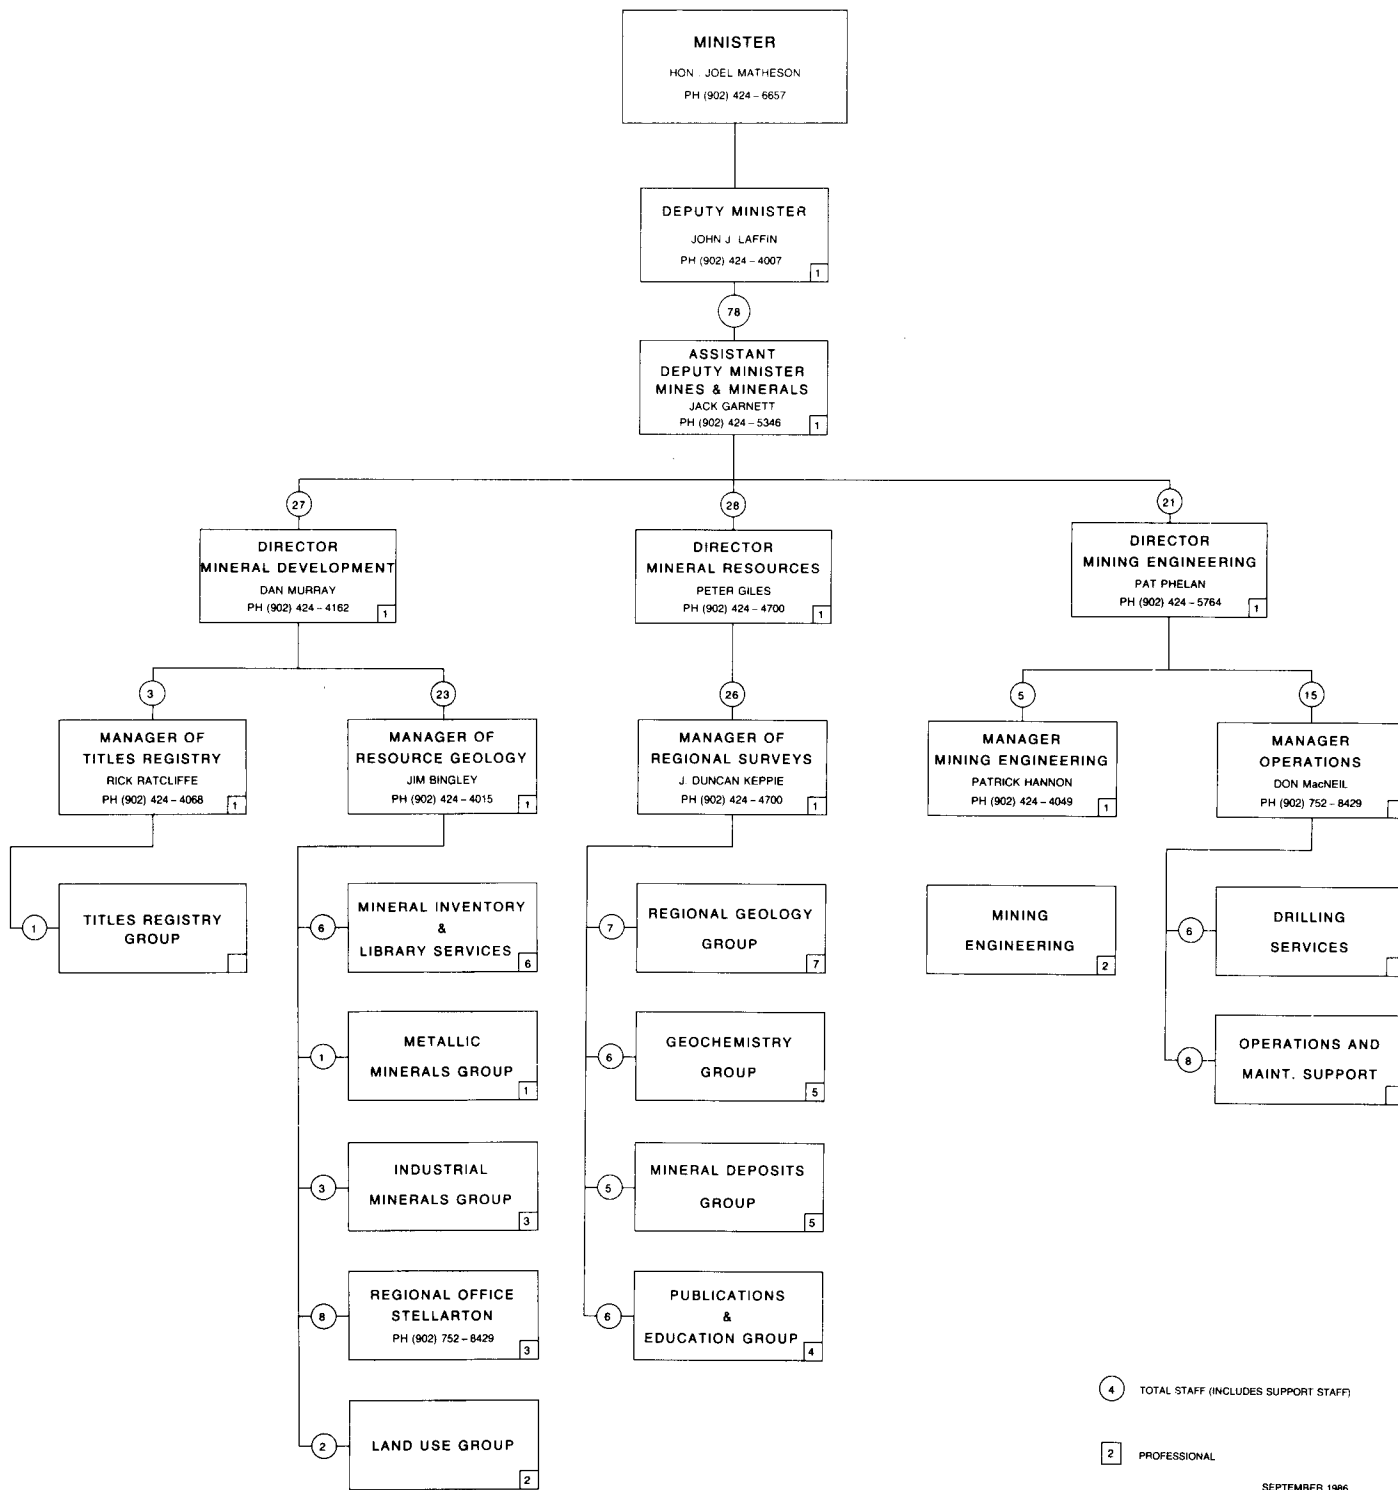 MINISTER
HON. JOEL MATHESON
PH (902) 424-6657
DEPUTY MINISTER
JOHN J. LAFFIN
PH (902) 424-4007
1
78
ASSISTANT
DEPUTY MINISTER
MINES & MINERALS
JACK GARNETT
PH (902) 424-5346
1
27
28
21
DIRECTOR
MINERAL DEVELOPMENT
DAN MURRAY
PH (902) 424-4162
1
DIRECTOR
MINERAL RESOURCES
PETER GILES
PH (902) 424-4700
1
DIRECTOR
MINING ENGINEERING
PAT PHELAN
PH (902) 424-5764
1
3
23
26
5
15
MANAGER OF
TITLES REGISTRY
RICK RATCLIFFE
PH (902) 424-4068
1
MANAGER OF
RESOURCE GEOLOGY
JIM BINGLEY
PH (902) 424-4015
1
MANAGER OF
REGIONAL SURVEYS
J. DUNCAN KEPPIE
PH (902) 424-4700
1
MANAGER
MINING ENGINEERING
PATRICK HANNON
PH (902) 424-4049
1
MANAGER
OPERATIONS
DON MacNEIL
PH (902) 752-8429
1
TITLES REGISTRY
GROUP
6
MINERAL INVENTORY
&
LIBRARY SERVICES
6
7
REGIONAL GEOLOGY
GROUP
7
MINING
ENGINEERING
2
6
DRILLING
SERVICES
1
METALLIC
MINERALS GROUP
1
6
GEOCHEMISTRY
GROUP
5
8
OPERATIONS AND
MAINT. SUPPORT
3
INDUSTRIAL
MINERALS GROUP
3
5
MINERAL DEPOSITS
GROUP
5
8
REGIONAL OFFICE
STELLARTON
PH (902) 752-8429
3
6
PUBLICATIONS
&
EDUCATION GROUP
4
2
LAND USE GROUP
2
4 TOTAL STAFF (INCLUDES SUPPORT STAFF)
2 PROFESSIONAL
SEPTEMBER 1986